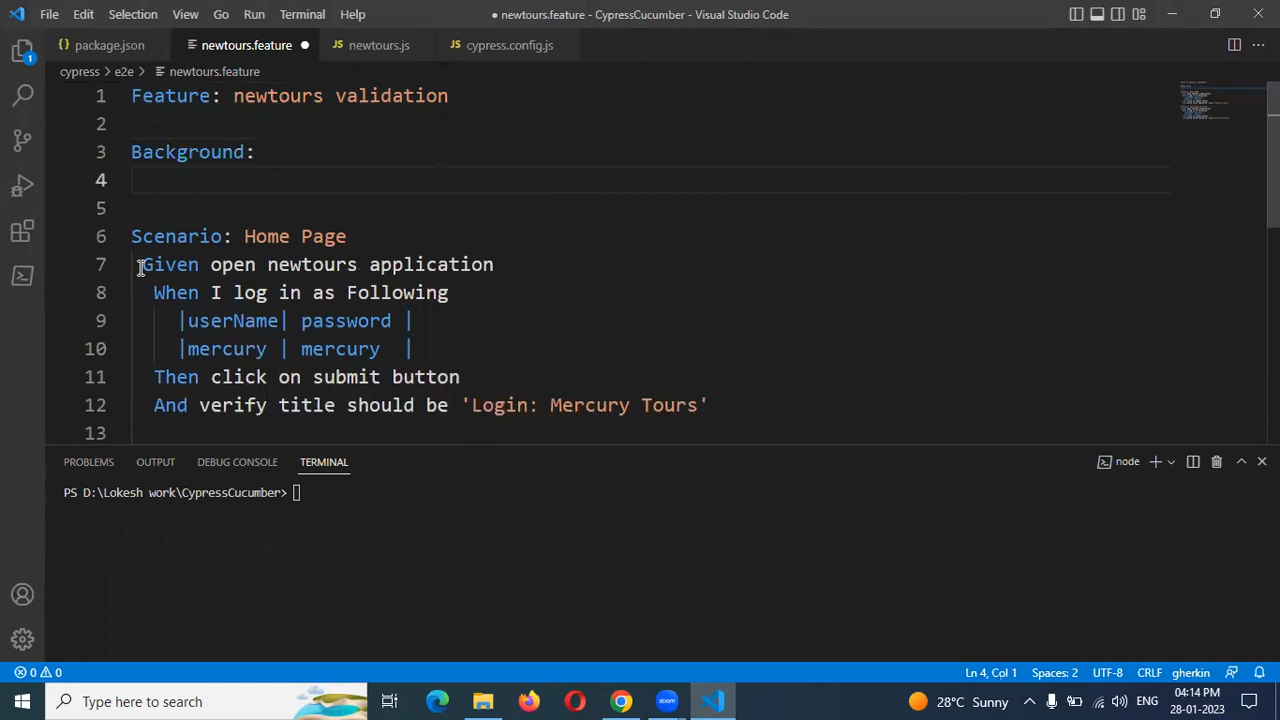 File Edit Selection View Go Run Terminal Help
● newtours.feature - CypressCucumber - Visual Studio Code
{} package.json
newtours.feature ●
JS newtours.js
JS cypress.config.js
cypress > e2e > newtours.feature
1 Feature: newtours validation
2
3 Background:
4
5
6 Scenario: Home Page
7 Given open newtours application
8 When I log in as Following
9 |userName| password |
10 |mercury | mercury |
11 Then click on submit button
12 And verify title should be 'Login: Mercury Tours'
13
PROBLEMS OUTPUT DEBUG CONSOLE TERMINAL
node
PS D:\Lokesh work\CypressCucumber>
1
0 0
Ln 4, Col 1 Spaces: 2 UTF-8 CRLF gherkin
Type here to search
zoom
28°C Sunny
ENG
04:14 PM
28-01-2023